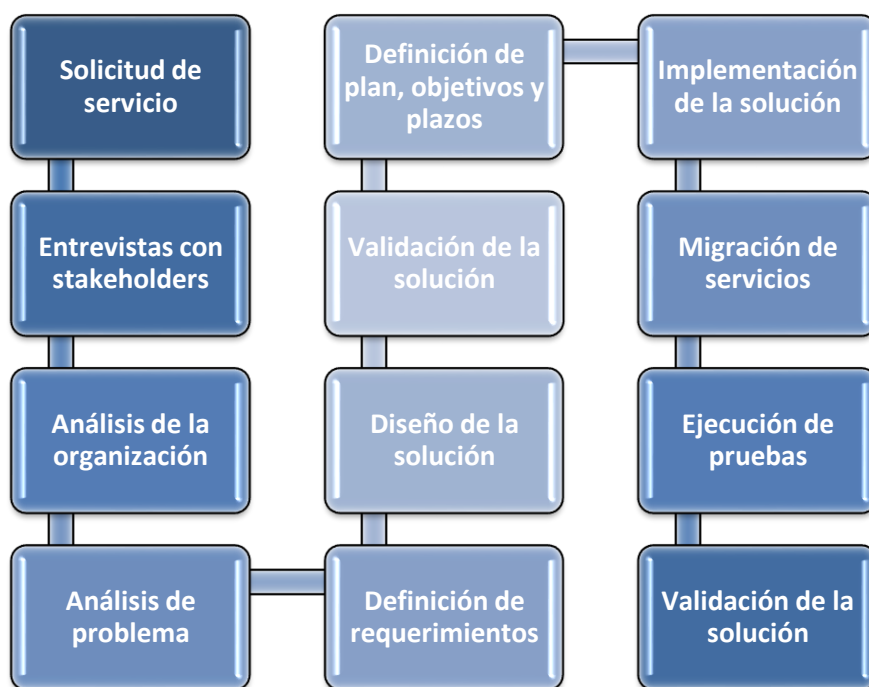 Solicitud de
servicio
Entrevistas con
stakeholders
Análisis de la
organización
Análisis de
problema
Definición de
requerimientos
Diseño de la
solución
Validación de la
solución
Definición de
plan, objetivos y
plazos
Implementación
de la solución
Migración de
servicios
Ejecución de
pruebas
Validación de la
solución